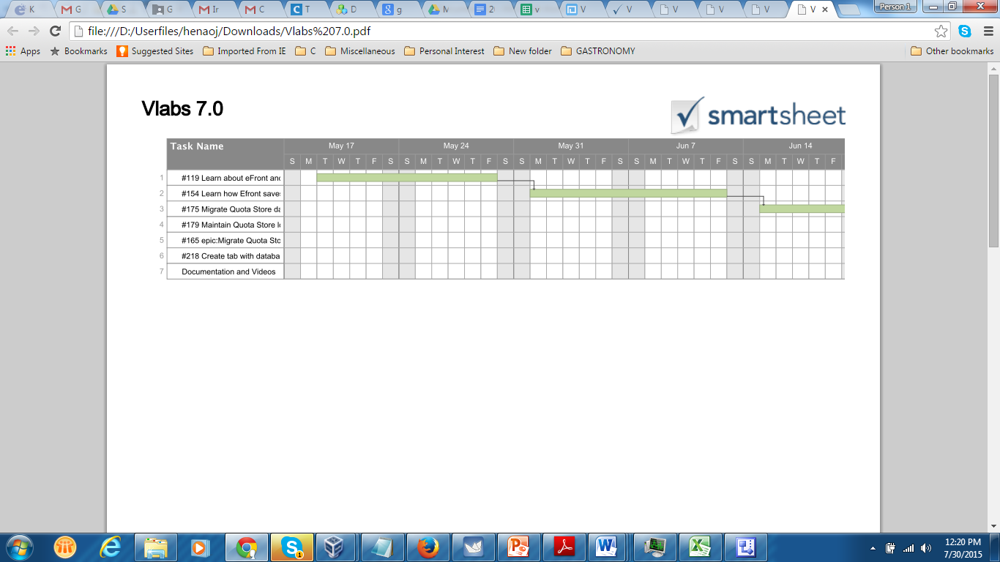 K G S G Ir C T D g M 2( v V V V V V V Person 1
file:///D:/Userfiles/henaoj/Downloads/Vlabs%207.0.pdf
Apps Bookmarks Suggested Sites Imported From IE C Miscellaneous Personal Interest New folder GASTRONOMY Other bookmarks
Vlabs 7.0
smartsheet
Task Name May 17 May 24 May 31 Jun 7 Jun 14
S M T W T F S S M T W T F S S M T W T F S S M T W T F S S M T W T F
1 #119 Learn about eFront and
2 #154 Learn how Efront saves
3 #175 Migrate Quota Store da
4 #179 Maintain Quota Store lo
5 #165 epic:Migrate Quota Sto
6 #218 Create tab with databa
7 Documentation and Videos
12:20 PM
7/30/2015